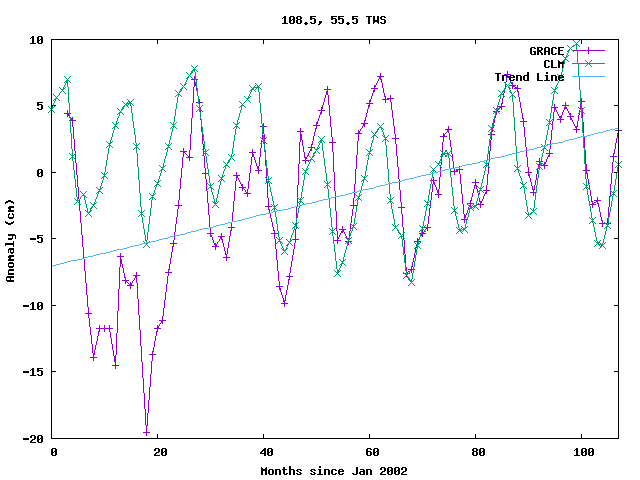 108.5, 55.5 TWS
GRACE
CLM
Trend Line
10
5
0
-5
-10
-15
-20
Anomaly (cm)
0 20 40 60 80 100
Months since Jan 2002